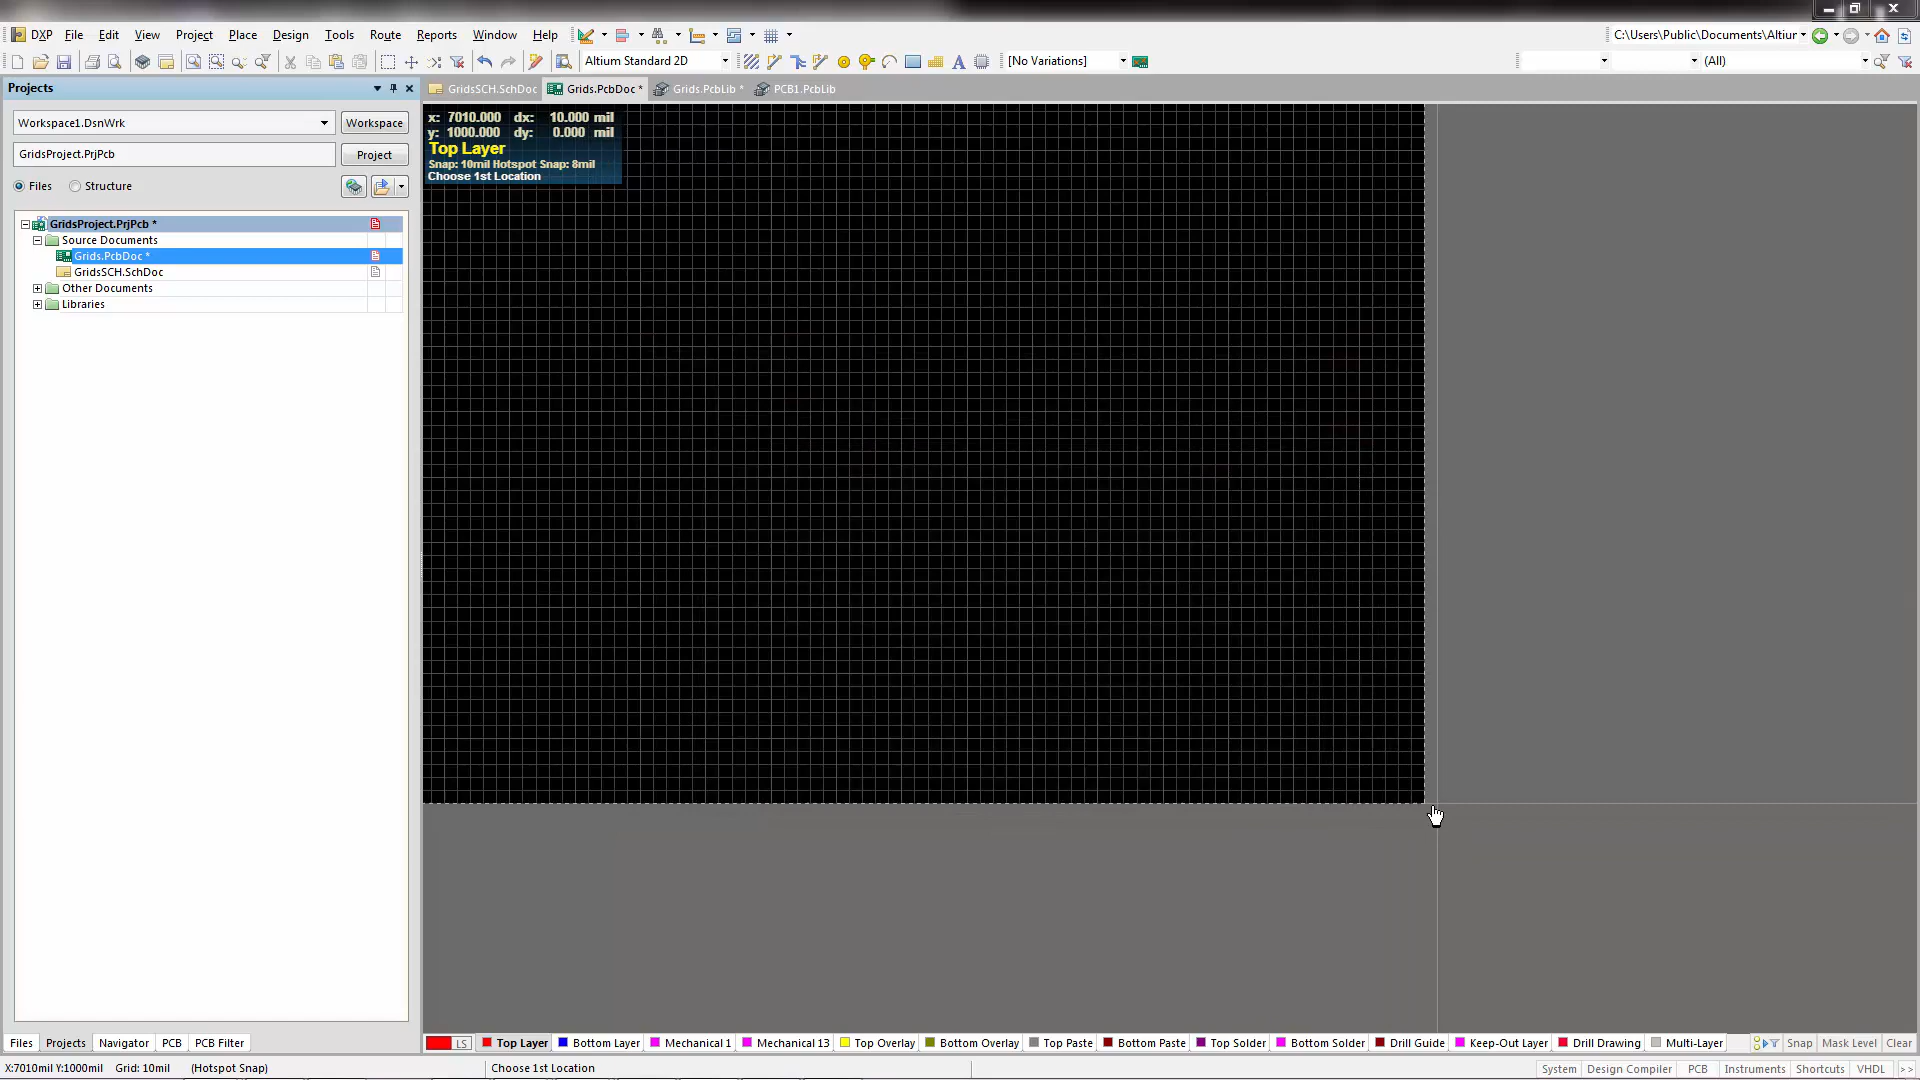 DXP File Edit View Project Place Design Tools Route Reports Window Help
C:\Users\Public\Documents\Altiur
Altium Standard 2D
[No Variations]
(All)
Projects
GridsSCH.SchDoc
Grids.PcbDoc *
Grids.PcbLib *
PCB1.PcbLib
Workspace1.DsnWrk
Workspace
GridsProject.PrjPcb
Project
Files
Structure
GridsProject.PrjPcb *
Source Documents
Grids.PcbDoc *
GridsSCH.SchDoc
Other Documents
Libraries
x: 7010.000 dx: 10.000 mil
y: 1000.000 dy: 0.000 mil
Top Layer
Snap: 10mil Hotspot Snap: 8mil
Choose 1st Location
Files Projects Navigator PCB PCB Filter
LS Top Layer Bottom Layer Mechanical 1 Mechanical 13 Top Overlay Bottom Overlay Top Paste Bottom Paste Top Solder Bottom Solder Drill Guide Keep-Out Layer Drill Drawing Multi-Layer Snap Mask Level Clear
X:7010mil Y:1000mil Grid: 10mil (Hotspot Snap) Choose 1st Location System Design Compiler PCB Instruments Shortcuts VHDL >>